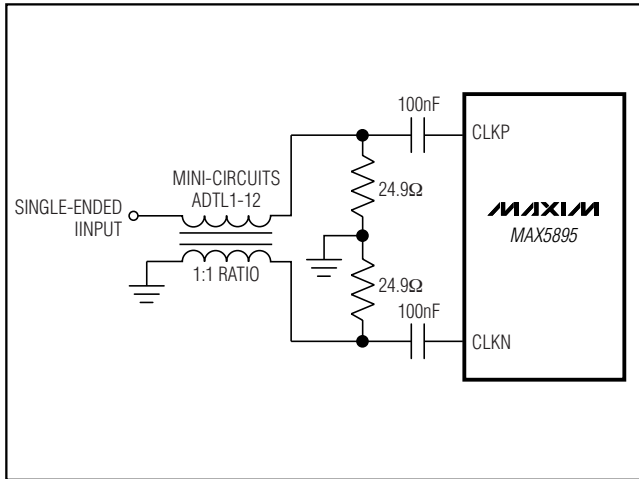 100nF
CLKP
MINI-CIRCUITS
ADTL1-12
24.9Ω
SINGLE-ENDED
IINPUT
MAXIM
MAX5895
1:1 RATIO
24.9Ω
100nF
CLKN